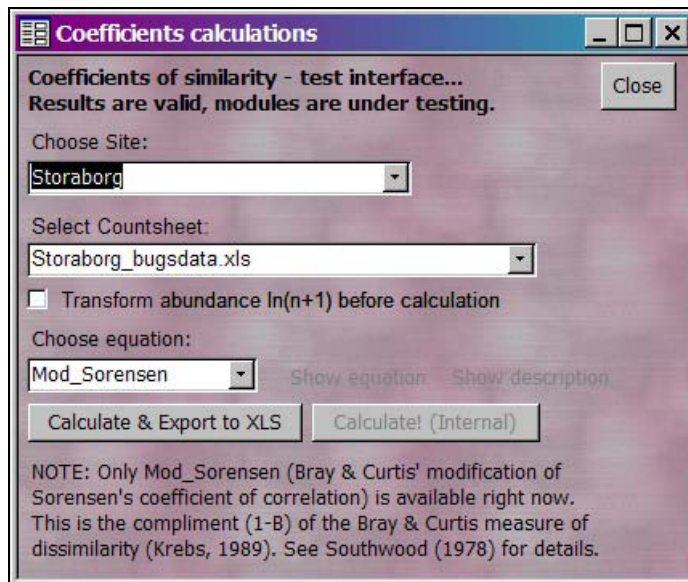 Coefficients calculations
Coefficients of similarity - test interface...
Results are valid, modules are under testing.
Close
Choose Site:
Storaborg
Select Countsheet:
Storaborg_bugsdata.xls
Transform abundance ln(n+1) before calculation
Choose equation:
Mod_Sorensen
Show equation Show description
Calculate & Export to XLS
Calculate! (Internal)
NOTE: Only Mod_Sorensen (Bray & Curtis' modification of
Sorensen's coefficient of correlation) is available right now.
This is the compliment (1-B) of the Bray & Curtis measure of
dissimilarity (Krebs, 1989). See Southwood (1978) for details.